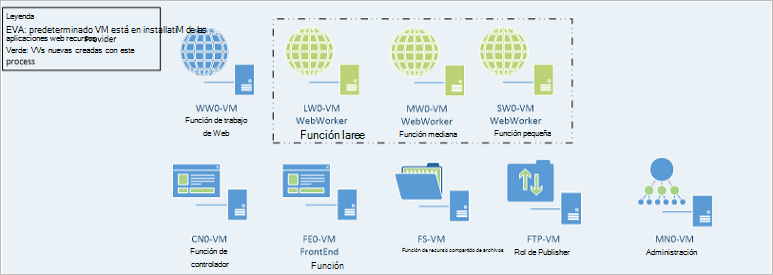 Leyenda
EVA: predeterminado VM está en installatiM de las
aplicaciones web recursos
Provider
Verde: VVs nuevas creadas con este
process
WW0-VM
Función de trabajo
de Web
LW0-VM
WebWorker
Función laree
MW0-VM
WebWorker
Función mediana
SW0-VM
WebWorker
Función pequeña
CN0-VM
Función de
controlador
FE0-VM
FrontEnd
Función
FS-VM
Función de recurso compartido de archivos
FTP-VM
Rol de Publisher
MN0-VM
Administración